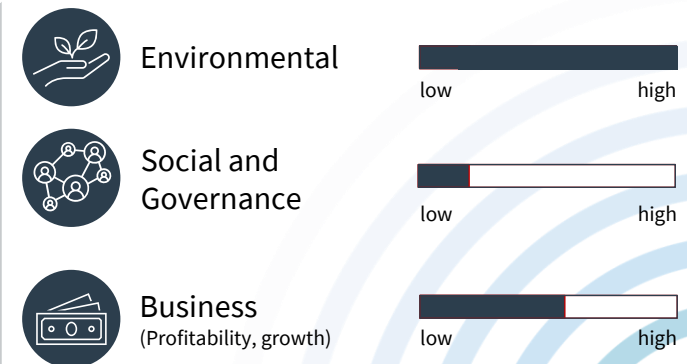 Environmental
low high
Social and
Governance
low high
Business
(Profitability, growth)
low high